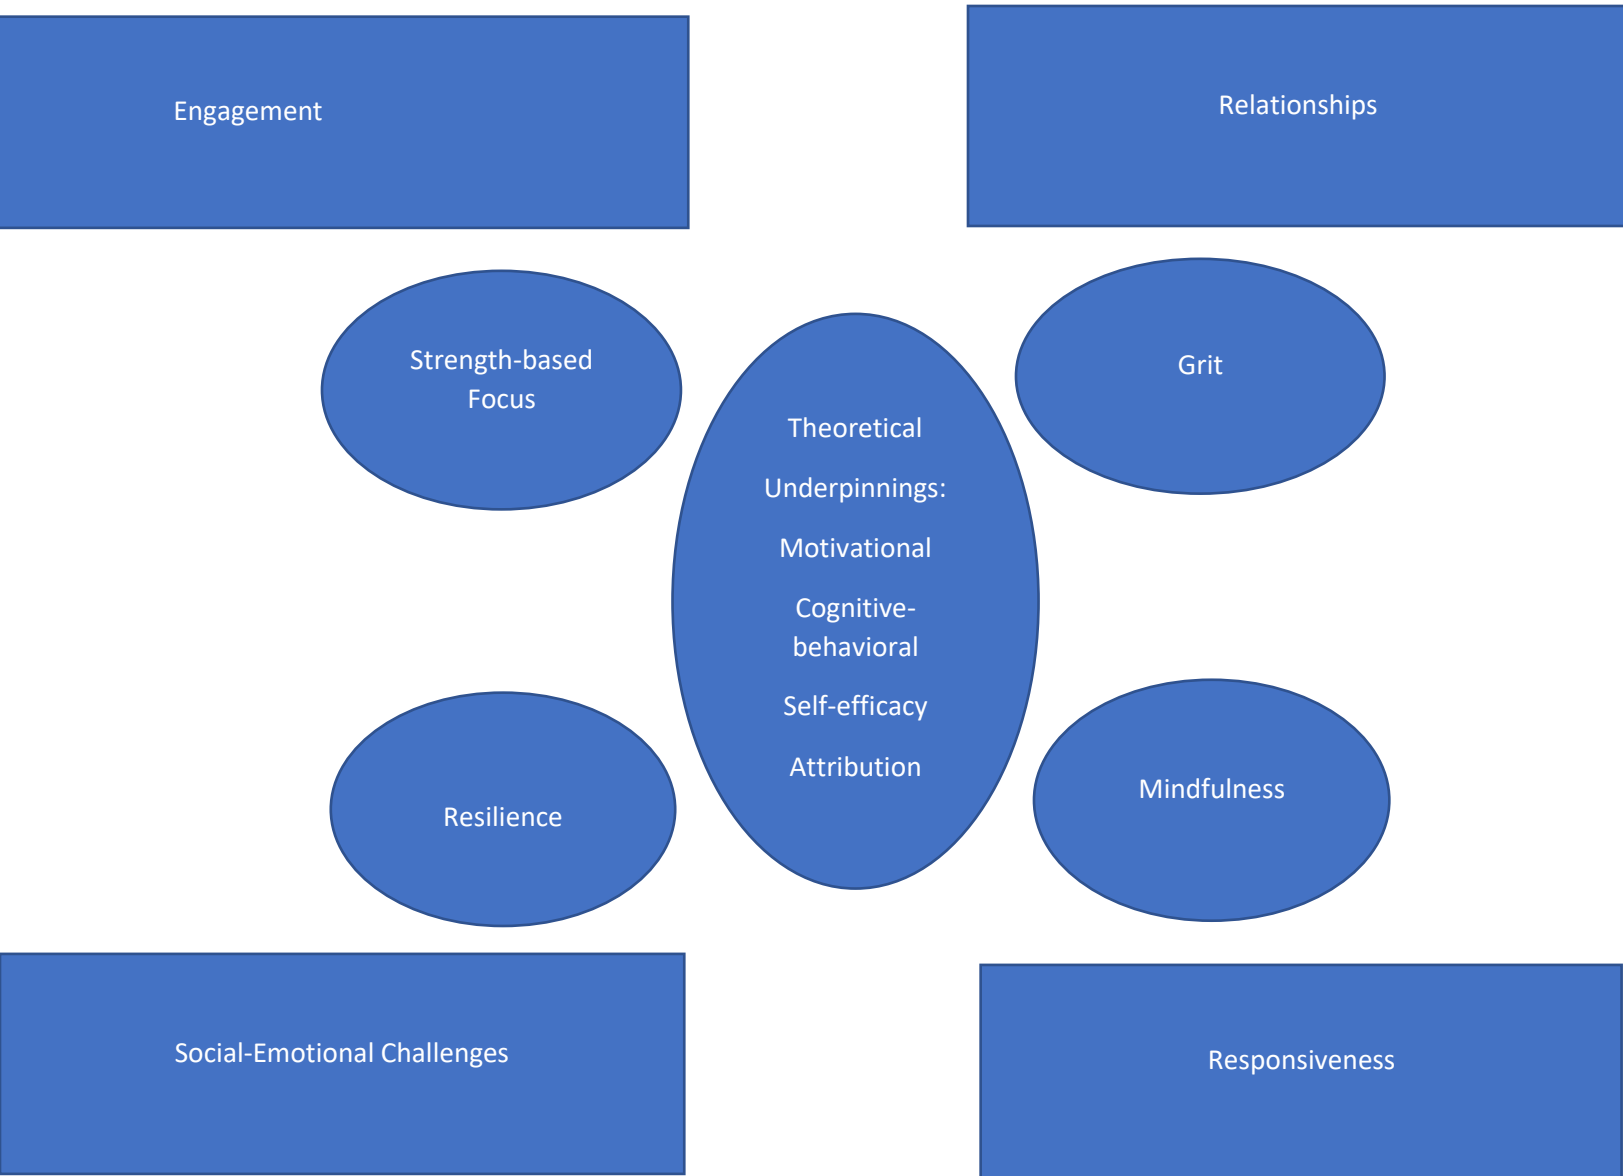 Engagement
Relationships
Strength-based
Focus
Grit
Theoretical
Underpinnings:
Motivational
Cognitive-
behavioral
Self-efficacy
Attribution
Resilience
Mindfulness
Social-Emotional Challenges
Responsiveness